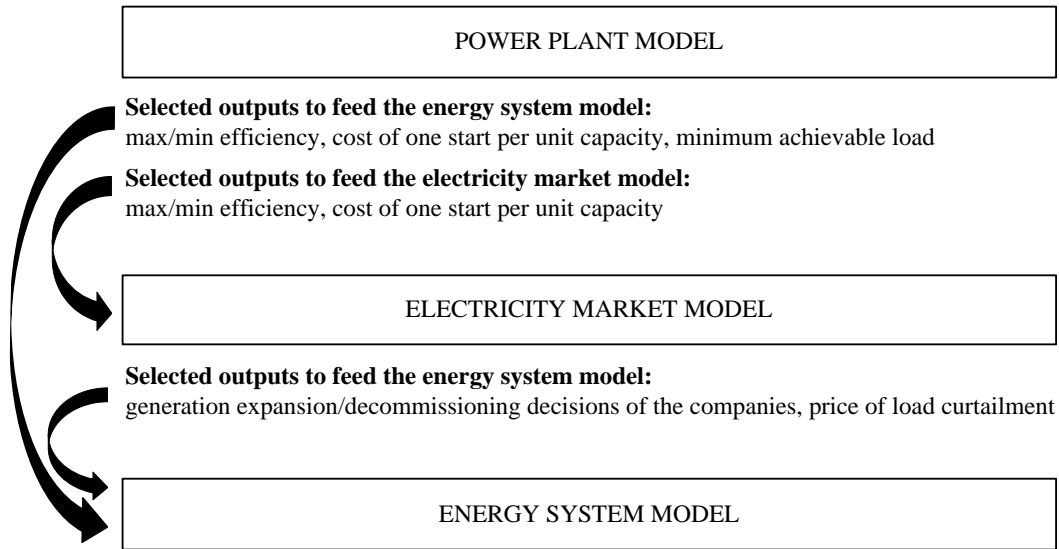 POWER PLANT MODEL
Selected outputs to feed the energy system model:
max/min efficiency, cost of one start per unit capacity, minimum achievable load
Selected outputs to feed the electricity market model:
max/min efficiency, cost of one start per unit capacity
ELECTRICITY MARKET MODEL
Selected outputs to feed the energy system model:
generation expansion/decommissioning decisions of the companies, price of load curtailment
ENERGY SYSTEM MODEL